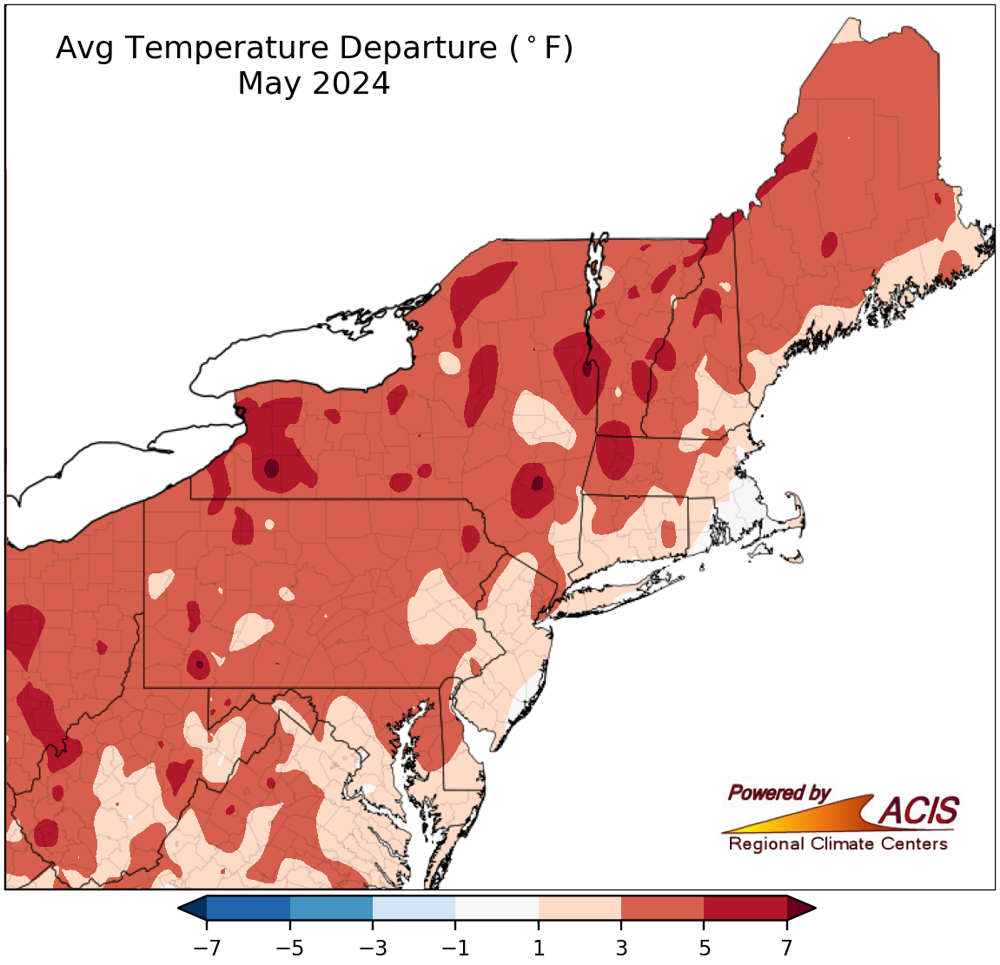 Avg Temperature Departure (°F)
May 2024
Powered by
ACIS
Regional Climate Centers
−7 −5 −3 −1 1 3 5 7